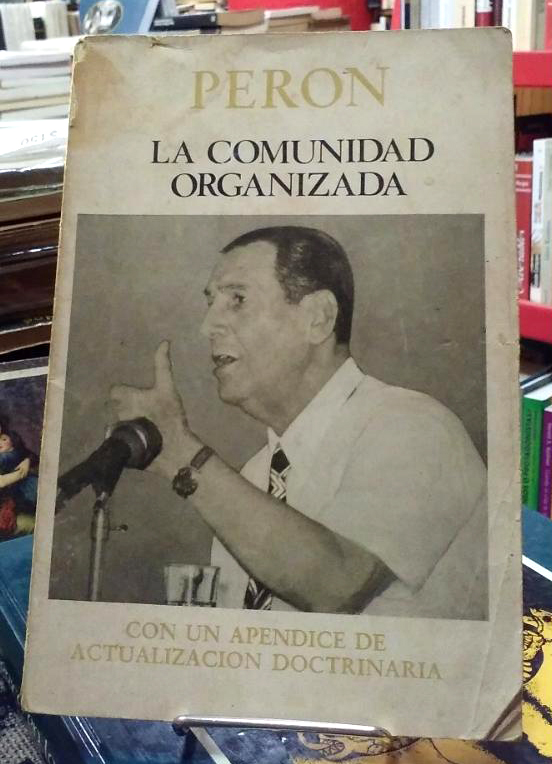 PERON
LA COMUNIDAD
ORGANIZADA
CON UN APENDICE DE
ACTUALIZACION DOCTRINARIA